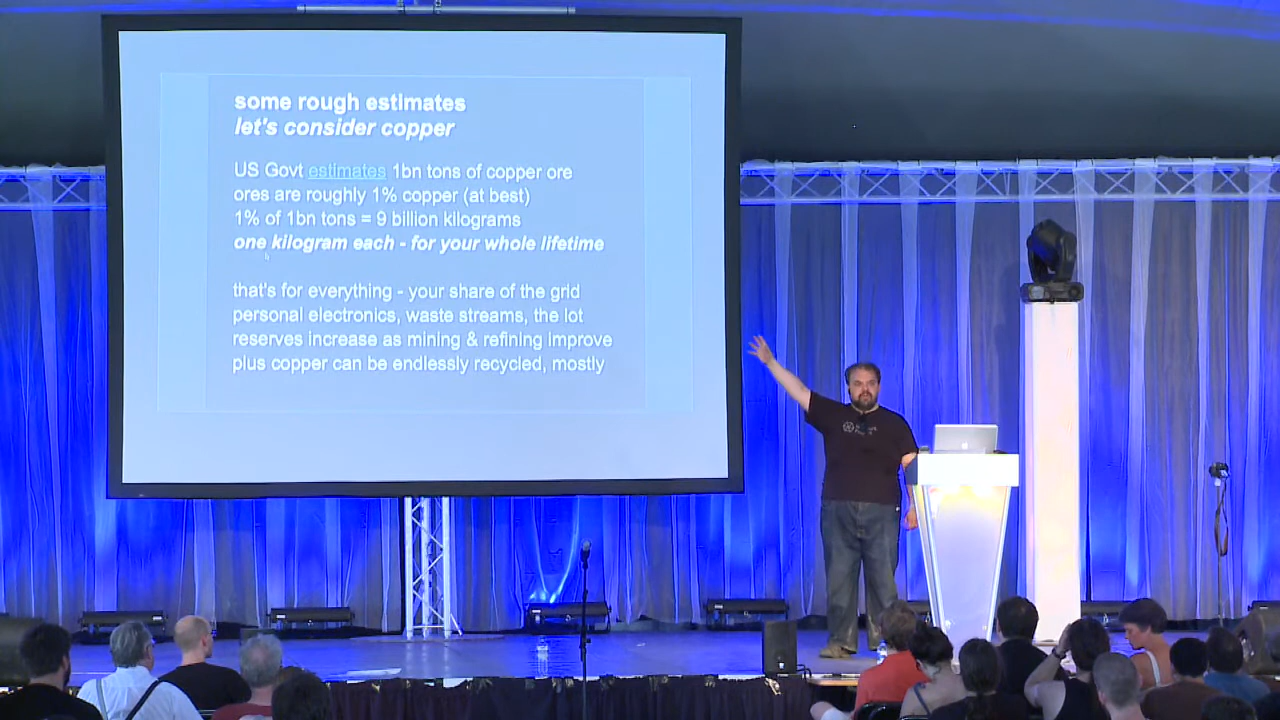 some rough estimates
let's consider copper
US Govt estimates 1bn tons of copper ore
ores are roughly 1% copper (at best)
1% of 1bn tons = 9 billion kilograms
one kilogram each - for your whole lifetime
that's for everything - your share of the grid
personal electronics, waste streams, the lot
reserves increase as mining & refining improve
plus copper can be endlessly recycled, mostly